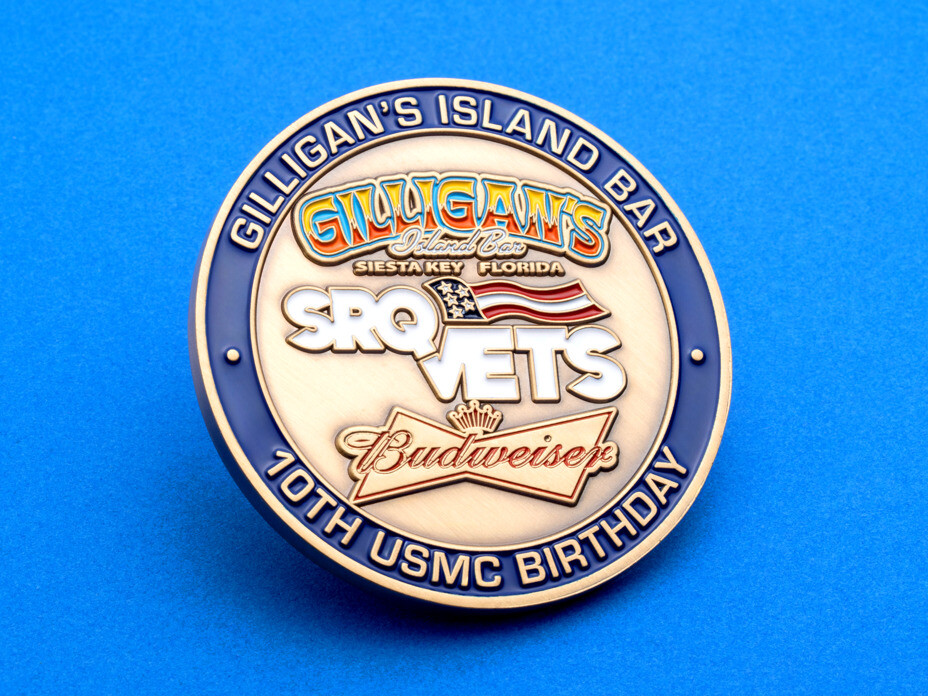 GILLIGAN'S ISLAND BAR
GILLIGAN'S
Island Bar
SIESTA KEY FLORIDA
SRQ
VETS
Budweiser
10TH USMC BIRTHDAY